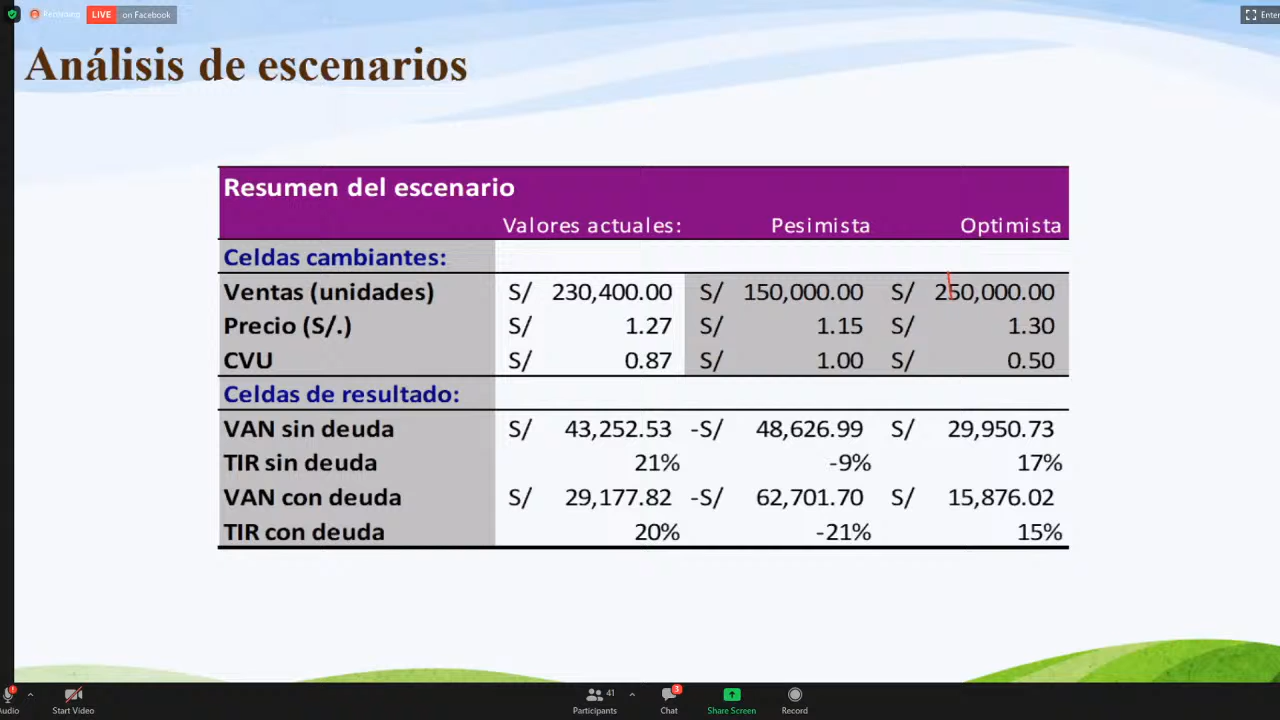 Recording LIVE on Facebook
Enter
Análisis de escenarios
Resumen del escenario
Valores actuales: Pesimista Optimista
Celdas cambiantes:
Ventas (unidades) S/ 230,400.00 S/ 150,000.00 S/ 250,000.00
Precio (S/.) S/ 1.27 S/ 1.15 S/ 1.30
CVU S/ 0.87 S/ 1.00 S/ 0.50
Celdas de resultado:
VAN sin deuda S/ 43,252.53 -S/ 48,626.99 S/ 29,950.73
TIR sin deuda 21% -9% 17%
VAN con deuda S/ 29,177.82 -S/ 62,701.70 S/ 15,876.02
TIR con deuda 20% -21% 15%
41 3
Audio Start Video Participants Chat Share Screen Record